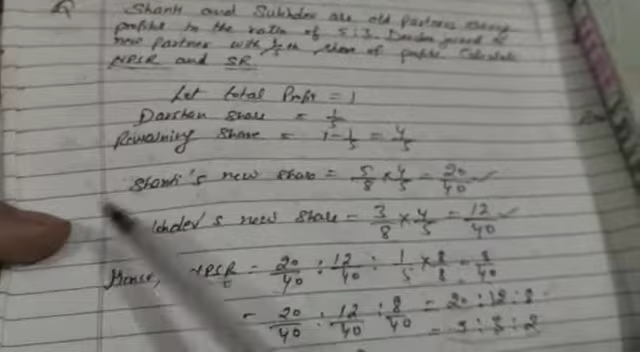 Q Shanti and Sukhdev are old Partners
profits in the ratio of 5:3. Darshan joined as
new partner with 1/5th share of profits. Calculate
NPSR and SR.
Let total Profit = 1
Darshan share = 1/5
Remaining Share = 1 - 1/5 = 4/5
Shanti's new share = 5/8 × 4/5 = 20/40 ✓
khdev's new share = 3/8 × 4/5 = 12/40 ✓
Hence, NPSR = 20/40 : 12/40 : 1/5 × 8/8 = 8/40
= 20/40 : 12/40 : 8/40 = 20 : 12 : 8
= 5 : 3 : 2